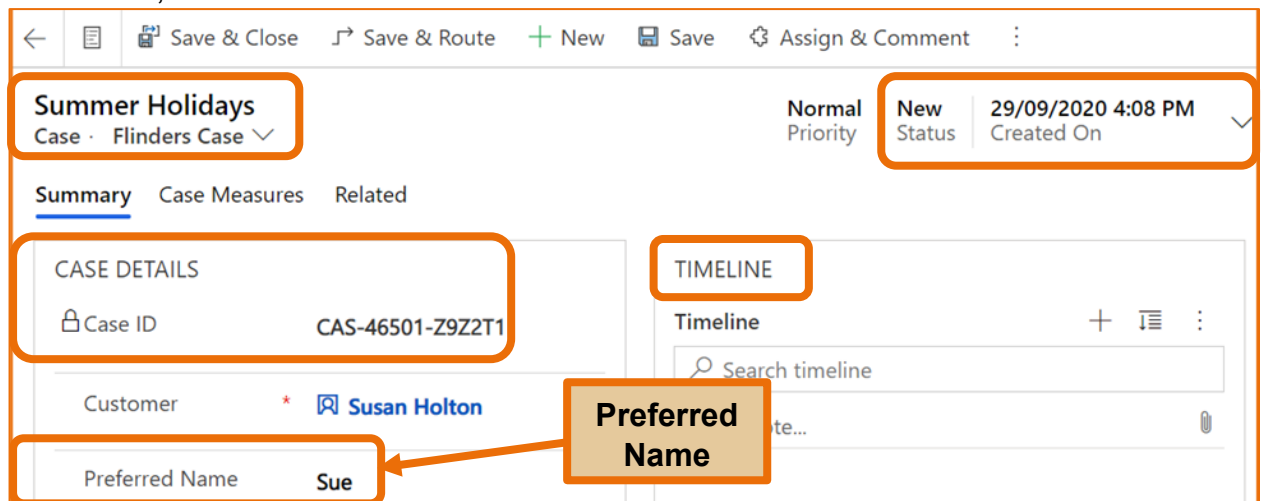 Save & Close Save & Route New Save Assign & Comment
Summer Holidays
Case · Flinders Case
Normal
Priority
New
Status
29/09/2020 4:08 PM
Created On
Summary Case Measures Related
CASE DETAILS
Case ID CAS-46501-Z9Z2T1
Customer * Susan Holton
Preferred Name Sue
TIMELINE
Timeline
Search timeline
Preferred
Name